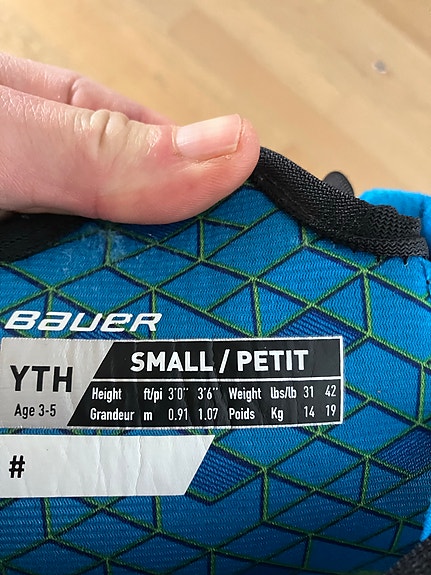 BAUER
YTH
Age 3-5
SMALL / PETIT
Height ft/pi 3'0" 3'6" Weight lbs/lb 31 42
Grandeur m 0.91 1.07 Poids Kg 14 19
#